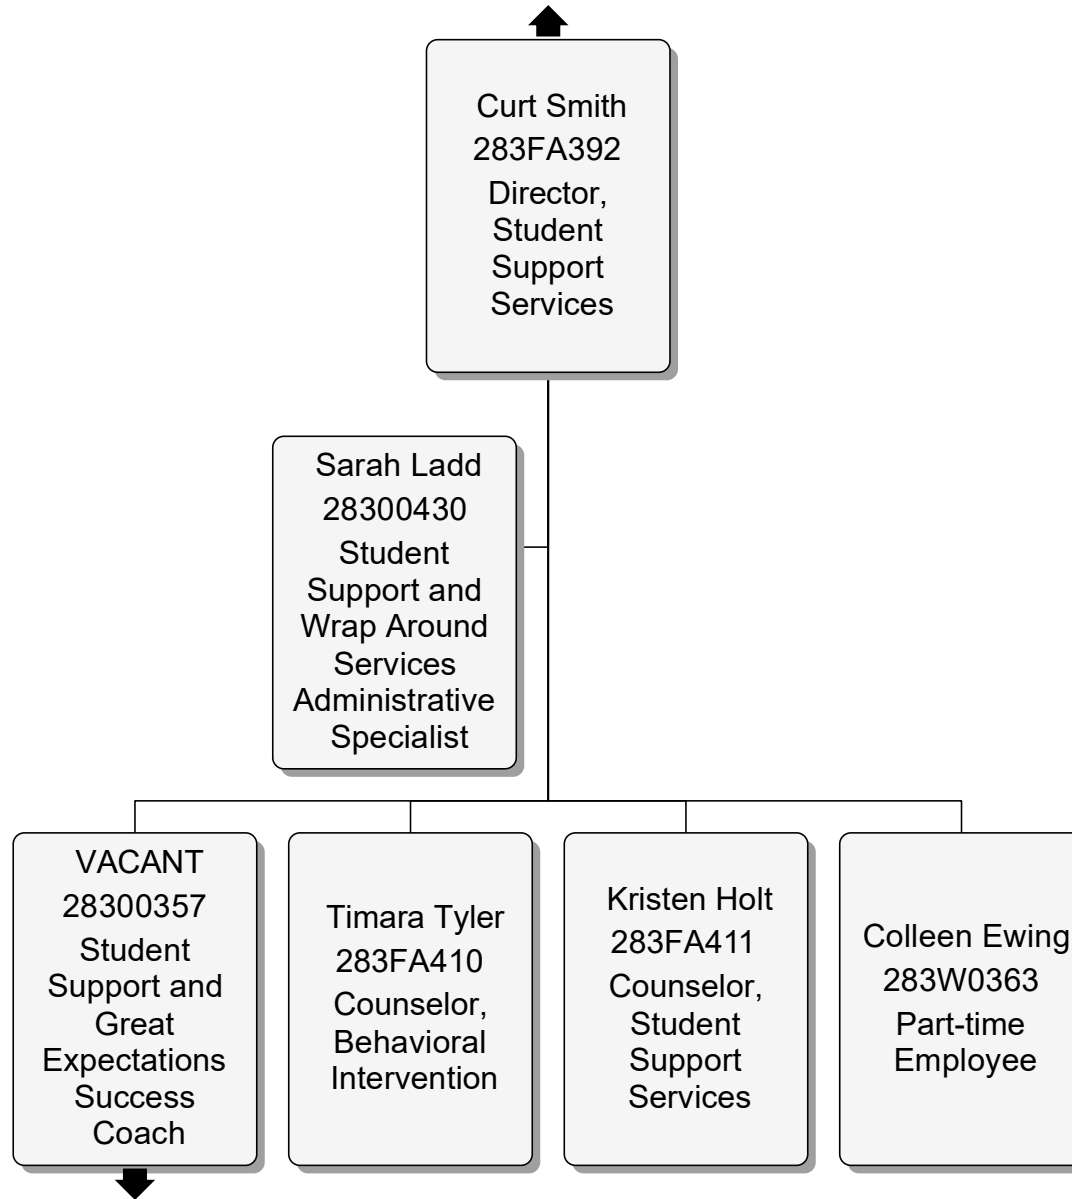 Curt Smith
283FA392
Director,
Student
Support
Services
Sarah Ladd
28300430
Student
Support and
Wrap Around
Services
Administrative
Specialist
VACANT
28300357
Student
Support and
Great
Expectations
Success
Coach
Timara Tyler
283FA410
Counselor,
Behavioral
Intervention
Kristen Holt
283FA411
Counselor,
Student
Support
Services
Colleen Ewing
283W0363
Part-time
Employee